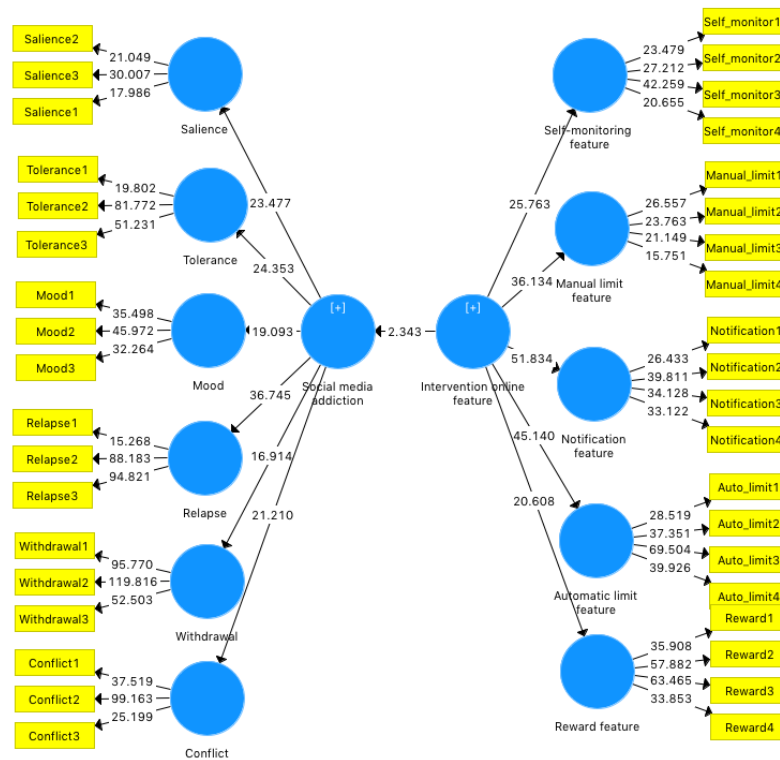 Salience2
Salience3
Salience1
21.049
30.007
17.986
Salience
Tolerance1
Tolerance2
Tolerance3
19.802
81.772
51.231
Tolerance
Mood1
Mood2
Mood3
35.498
45.972
32.264
Mood
Relapse1
Relapse2
Relapse3
15.268
88.183
94.821
Relapse
Withdrawal1
Withdrawal2
Withdrawal3
95.770
119.816
52.503
Withdrawal
Conflict1
Conflict2
Conflict3
37.519
99.163
25.199
Conflict
23.477
24.353
19.093
36.745
16.914
21.210
[+]
Social media
addiction
2.343
[+]
Intervention online
feature
25.763
36.134
51.834
45.140
20.608
Self-monitoring
feature
23.479
27.212
42.259
20.655
Self_monitor1
Self_monitor2
Self_monitor3
Self_monitor4
Manual limit
feature
26.557
23.763
21.149
15.751
Manual_limit1
Manual_limit2
Manual_limit3
Manual_limit4
Notification
feature
26.433
39.811
34.128
33.122
Notification1
Notification2
Notification3
Notification4
Automatic limit
feature
28.519
37.351
69.504
39.926
Auto_limit1
Auto_limit2
Auto_limit3
Auto_limit4
Reward feature
35.908
57.882
63.465
33.853
Reward1
Reward2
Reward3
Reward4